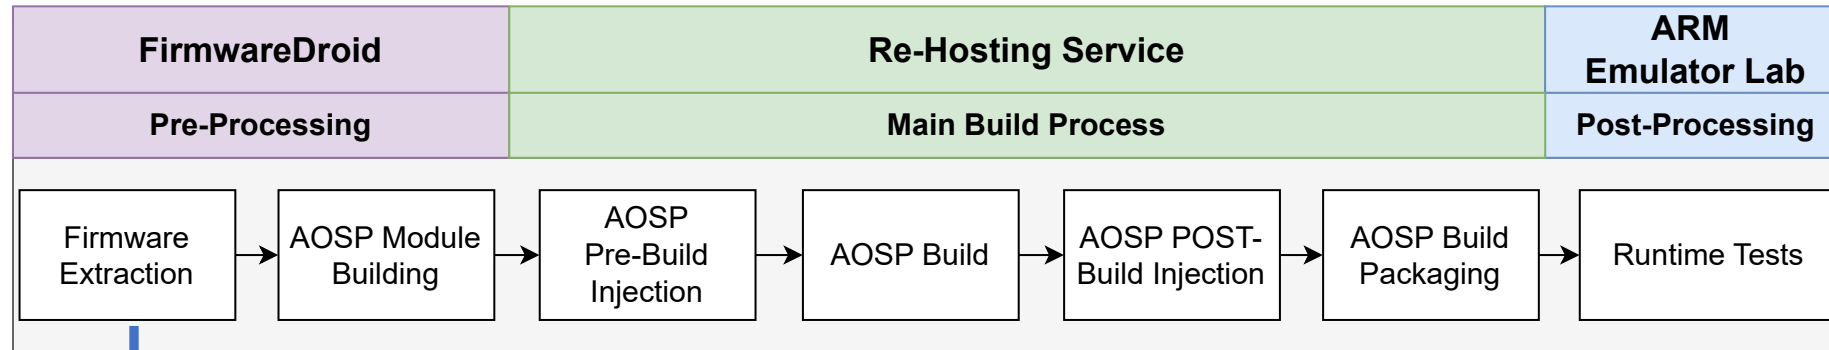 FirmwareDroid
Re-Hosting Service
ARM
Emulator Lab
Pre-Processing
Main Build Process
Post-Processing
Firmware
Extraction
AOSP Module
Building
AOSP
Pre-Build
Injection
AOSP Build
AOSP POST-
Build Injection
AOSP Build
Packaging
Runtime Tests